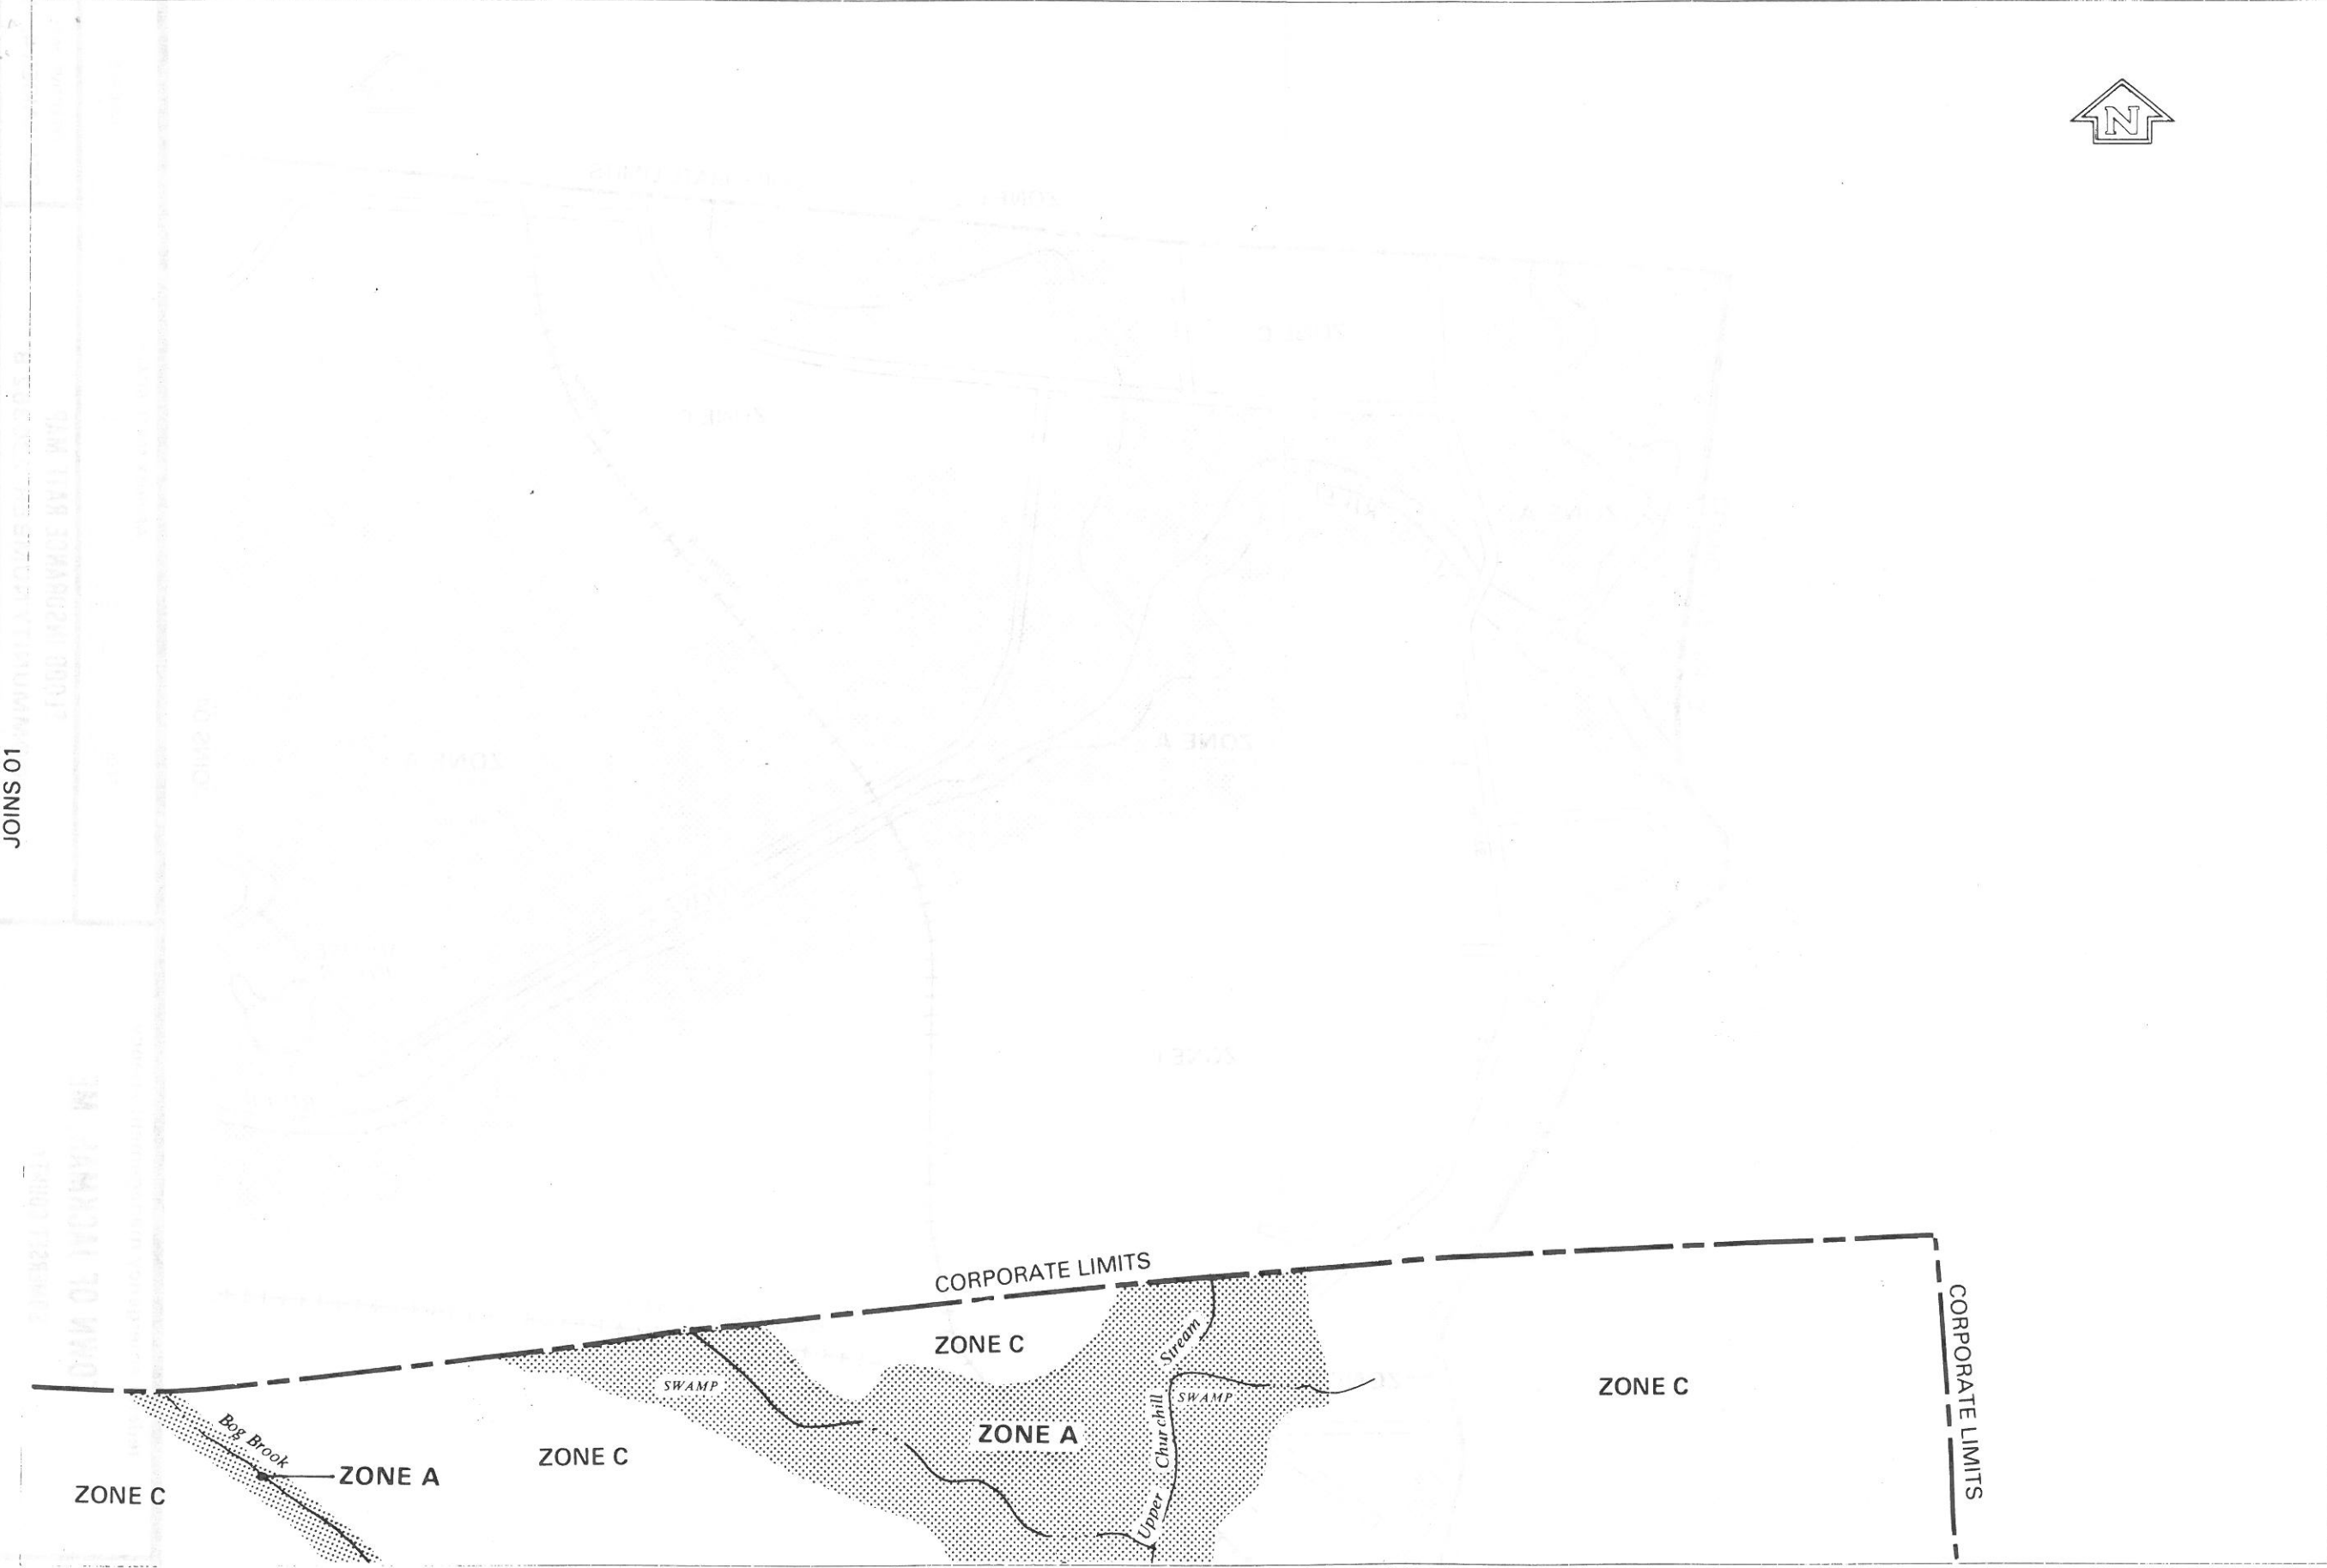 N
JOINS 01
CORPORATE LIMITS
CORPORATE LIMITS
ZONE C
Stream
SWAMP
SWAMP
ZONE C
Upper Churchill
ZONE A
Bog Brook
ZONE C
ZONE A
ZONE C